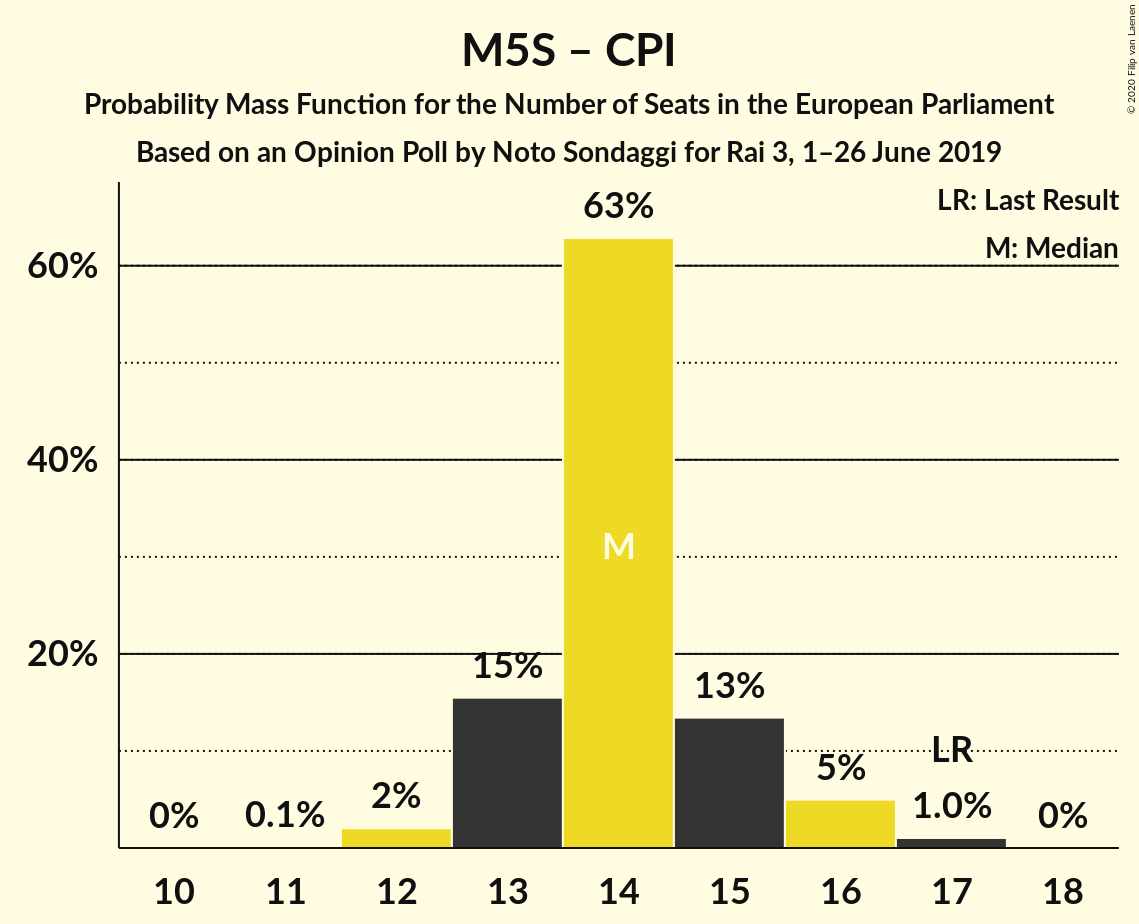 M5S – CPI
Probability Mass Function for the Number of Seats in the European Parliament
Based on an Opinion Poll by Noto Sondaggi for Rai 3, 1–26 June 2019
© 2020 Filip van Laenen
LR: Last Result
M: Median
60%
40%
20%
0%
0.1%
2%
15%
63%
M
13%
5%
LR
1.0%
0%
10 11 12 13 14 15 16 17 18